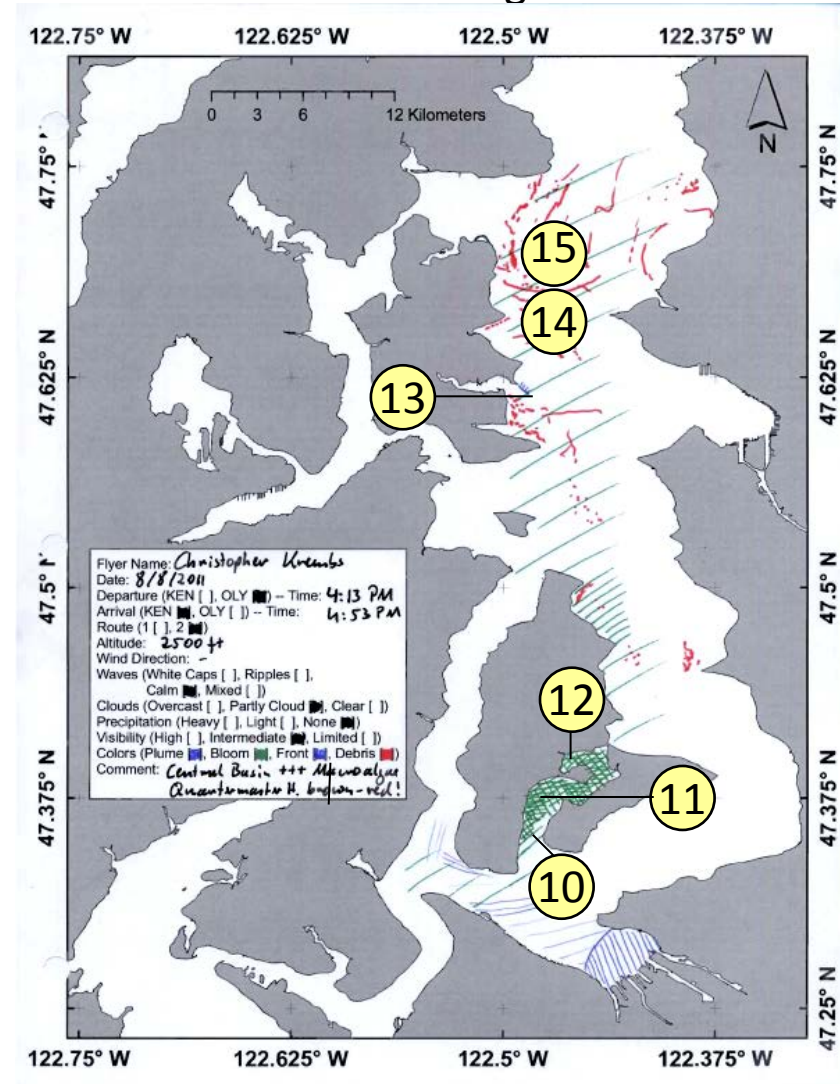 122.75° W 122.625° W 122.5° W 122.375° W
0 3 6 12 Kilometers
N
47.75° N
47.75° N
15
14
47.625° N
47.625° N
13
Flyer Name: Christopher Krembs
Date: 8/8/2011
Departure (KEN [ ], OLY [■]) -- Time: 4:13 PM
Arrival (KEN [■], OLY [ ]) -- Time: 4:53 PM
Route (1 [ ], 2 [■])
Altitude: 2500 ft
Wind Direction: -
Waves (White Caps [ ], Ripples [ ],
Calm [■], Mixed [ ])
Clouds (Overcast [ ], Partly Cloud [■], Clear [ ])
Precipitation (Heavy [ ], Light [ ], None [■])
Visibility (High [ ], Intermediate [■], Limited [ ])
Colors (Plume [■], Bloom [■], Front [■], Debris [■])
Comment: Central Basin +++ Macroalgae
Quartermaster H. brown-red!
47.5° N
47.5° N
12
11
10
47.375° N
47.375° N
47.25° N
122.75° W 122.625° W 122.5° W 122.375° W